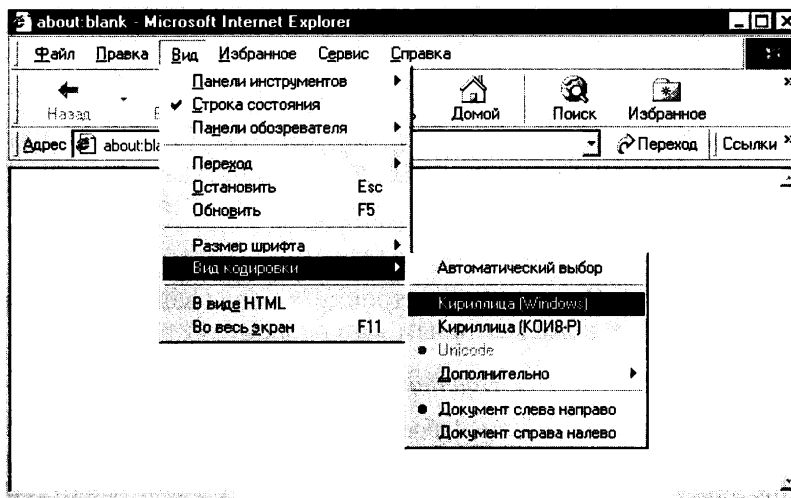 about:blank - Microsoft Internet Explorer
Файл Правка Вид Избранное Сервис Справка
Назад Домой Поиск Избранное
Адрес about:bla Переход Ссылки »
Панели инструментов
Строка состояния
Панели обозревателя
Переход
Остановить Esc
Обновить F5
Размер шрифта
Вид кодировки
В виде HTML
Во весь экран F11
Автоматический выбор
Кириллица (Windows)
Кириллица (КОИ8-Р)
Unicode
Дополнительно
Документ слева направо
Документ справа налево